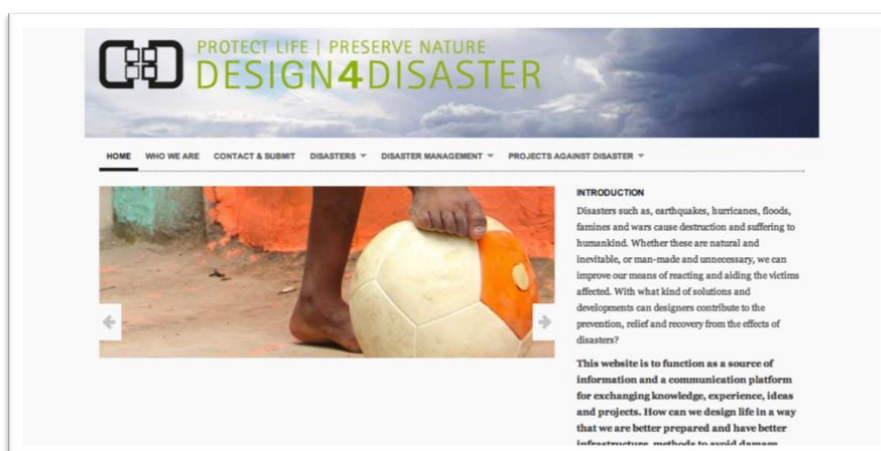 PROTECT LIFE | PRESERVE NATURE
DESIGN4DISASTER
HOME WHO WE ARE CONTACT & SUBMIT DISASTERS DISASTER MANAGEMENT PROJECTS AGAINST DISASTER
INTRODUCTION
Disasters such as, earthquakes, hurricanes, floods,
famines and wars cause destruction and suffering to
humankind. Whether these are natural and
inevitable, or man-made and unnecessary, we can
improve our means of reacting and aiding the victims
affected. With what kind of solutions and
developments can designers contribute to the
prevention, relief and recovery from the effects of
disasters?
This website is to function as a source of
information and a communication platform
for exchanging knowledge, experience, ideas
and projects. How can we design life in a way
that we are better prepared and have better
infrastructure, methods to avoid damage